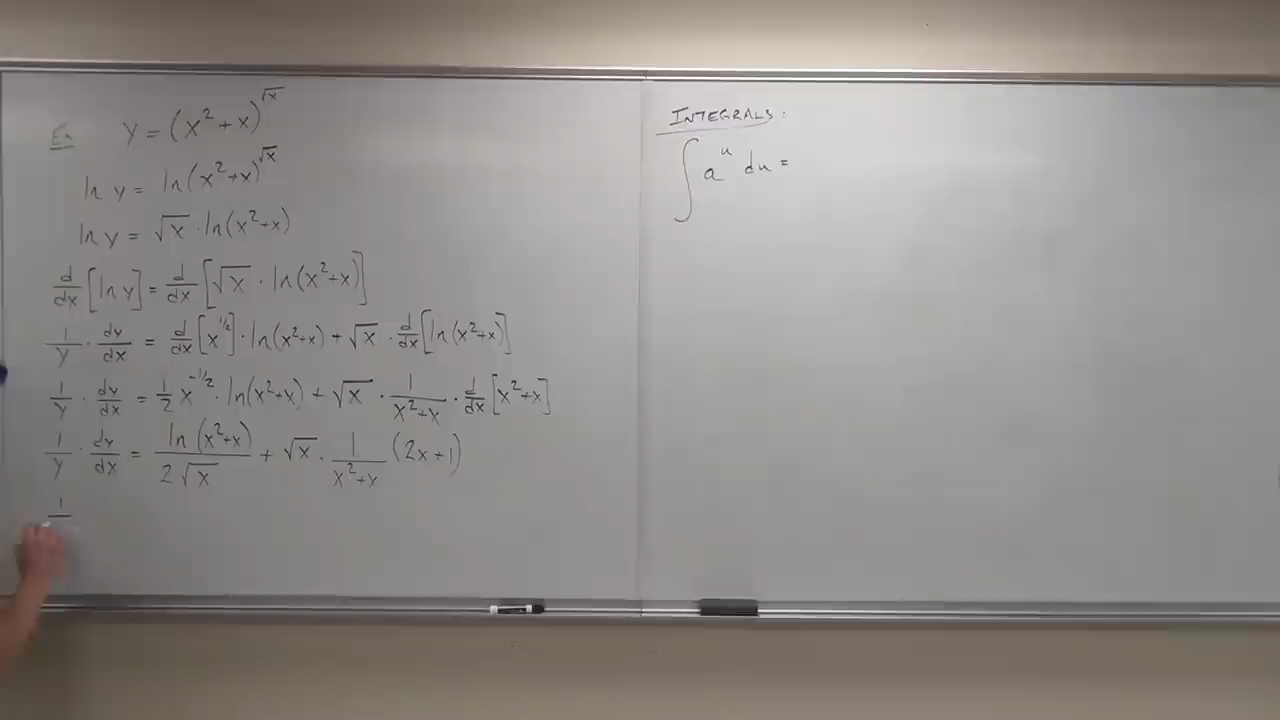 Ex y = (x² + x)^√x
ln y = ln(x² + x)^√x
ln y = √x · ln(x² + x)
d/dx [ln y] = d/dx [√x · ln(x² + x)]
1/y · dy/dx = d/dx [x^1/2] · ln(x² + x) + √x · d/dx [ln(x² + x)]
1/y · dy/dx = 1/2 x^-1/2 · ln(x² + x) + √x · 1/(x² + x) · d/dx [x² + x]
1/y · dy/dx = ln(x² + x)/(2√x) + √x · 1/(x² + x) (2x + 1)
1
INTEGRALS:
∫ a^u du =